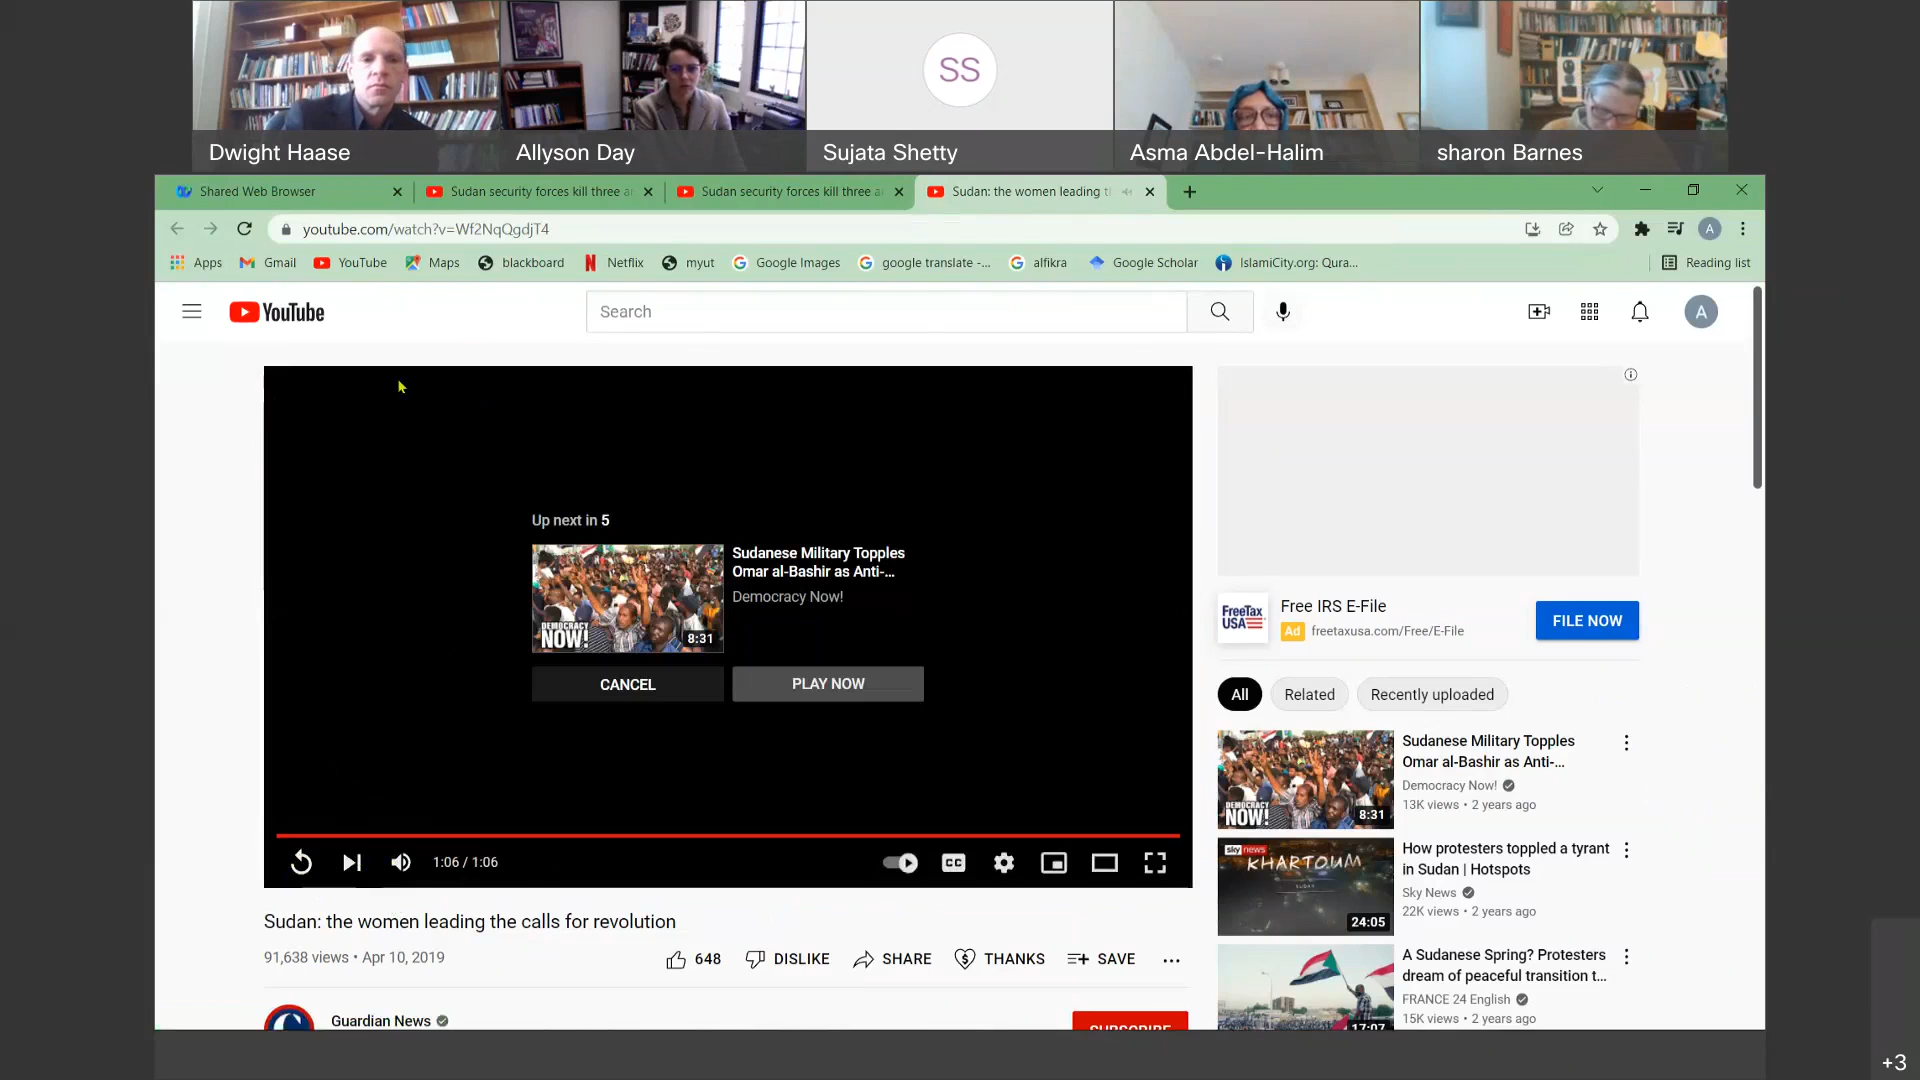 SS
Dwight Haase
Allyson Day
Sujata Shetty
Asma Abdel-Halim
sharon Barnes
Shared Web Browser
Sudan security forces kill three a
Sudan security forces kill three a
Sudan: the women leading t
youtube.com/watch?v=Wf2NqQgdjT4
A
Apps
Gmail
YouTube
Maps
blackboard
Netflix
myut
Google Images
google translate -...
alfikra
Google Scholar
IslamiCity.org: Qura...
Reading list
YouTube
Search
A
Up next in 5
Sudanese Military Topples
Omar al-Bashir as Anti-...
Democracy Now!
DEMOCRACY
NOW!
8:31
CANCEL
PLAY NOW
1:06 / 1:06
CC
Sudan: the women leading the calls for revolution
91,638 views • Apr 10, 2019
648
DISLIKE
SHARE
THANKS
SAVE
Guardian News
SUBSCRIBE
FreeTax
USA
Free IRS E-File
Ad
freetaxusa.com/Free/E-File
FILE NOW
All
Related
Recently uploaded
DEMOCRACY
NOW!
8:31
Sudanese Military Topples
Omar al-Bashir as Anti-...
Democracy Now!
13K views • 2 years ago
sky news
KHARTOUM
SUDAN
24:05
How protesters toppled a tyrant
in Sudan | Hotspots
Sky News
22K views • 2 years ago
17:07
A Sudanese Spring? Protesters
dream of peaceful transition t...
FRANCE 24 English
15K views • 2 years ago
+3